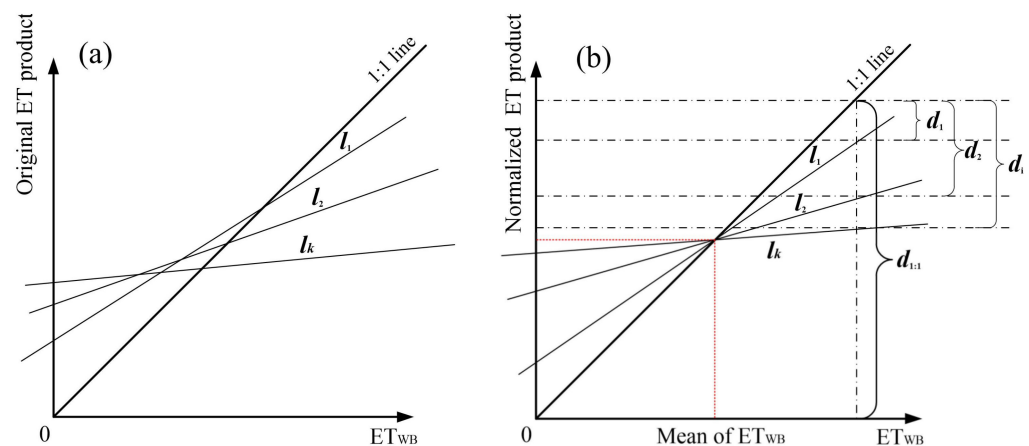 (a)
Original ET product
1:1 line
l1
l2
lk
0
ETWB
(b)
Normalized ET product
1:1 line
l1
l2
lk
d1
d2
d1:1
0
Mean of ETWB
ETWB